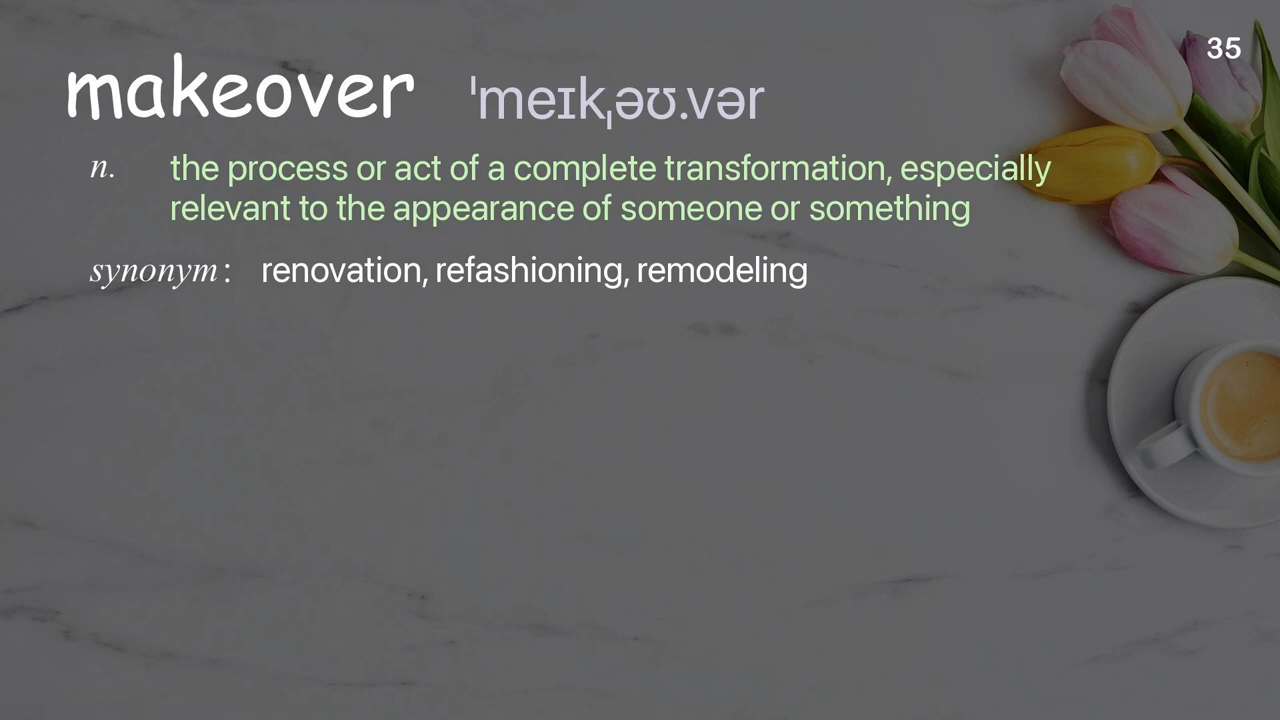 35
makeover ˈmeɪkˌəʊ.vər
n. the process or act of a complete transformation, especially
relevant to the appearance of someone or something
synonym: renovation, refashioning, remodeling